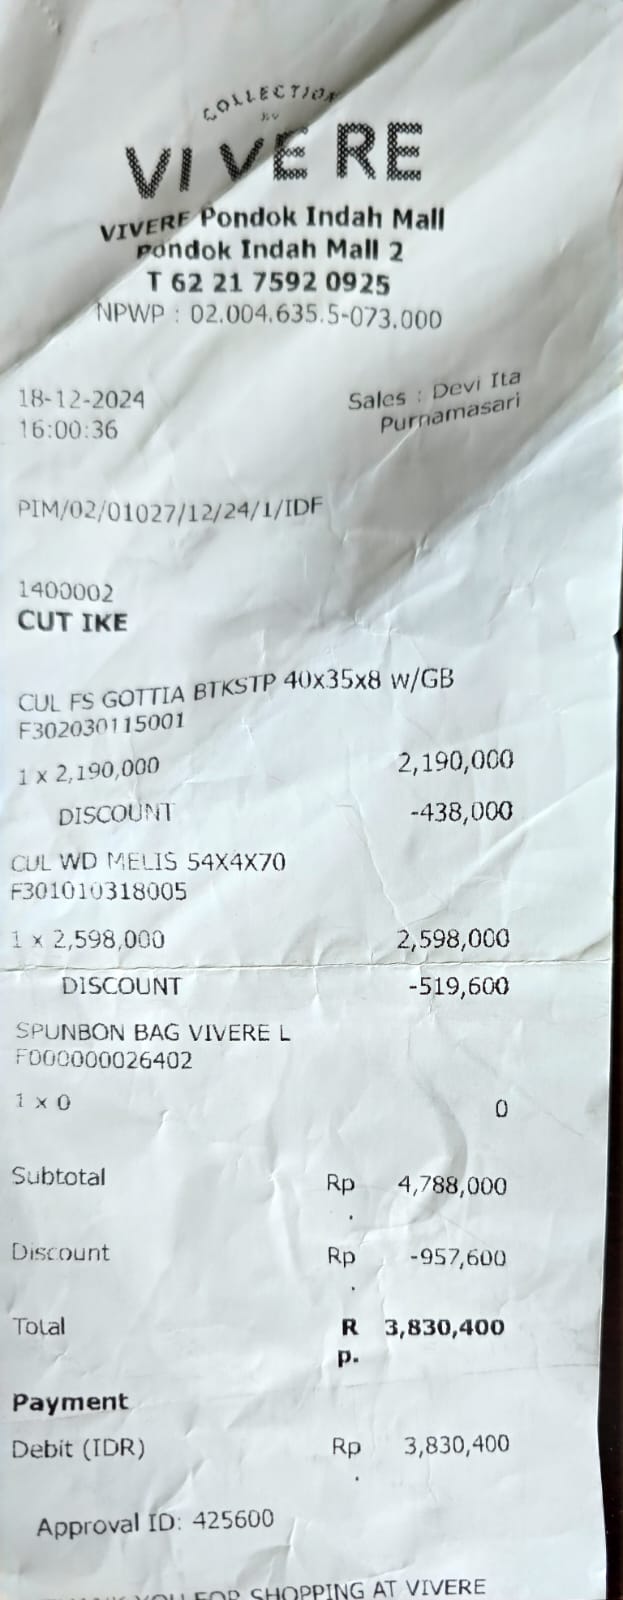 COLLECTION
BY
VIVERE
VIVERE Pondok Indah Mall
Pondok Indah Mall 2
T 62 21 7592 0925
NPWP : 02.004.635.5-073.000
18-12-2024 Sales : Devi Ita
16:00:36 Purnamasari
PIM/02/01027/12/24/1/IDF
1400002
CUT IKE
CUL FS GOTTIA BTKSTP 40x35x8 W/GB
F302030115001
1 x 2,190,000 2,190,000
DISCOUNT -438,000
CUL WD MELIS 54X4X70
F301010318005
1 x 2,598,000 2,598,000
DISCOUNT -519,600
SPUNBON BAG VIVERE L
F000000026402
1 x 0 0
Subtotal Rp. 4,788,000
Discount Rp. -957,600
Total Rp. 3,830,400
Payment
Debit (IDR) Rp. 3,830,400
Approval ID: 425600
THANK YOU FOR SHOPPING AT VIVERE